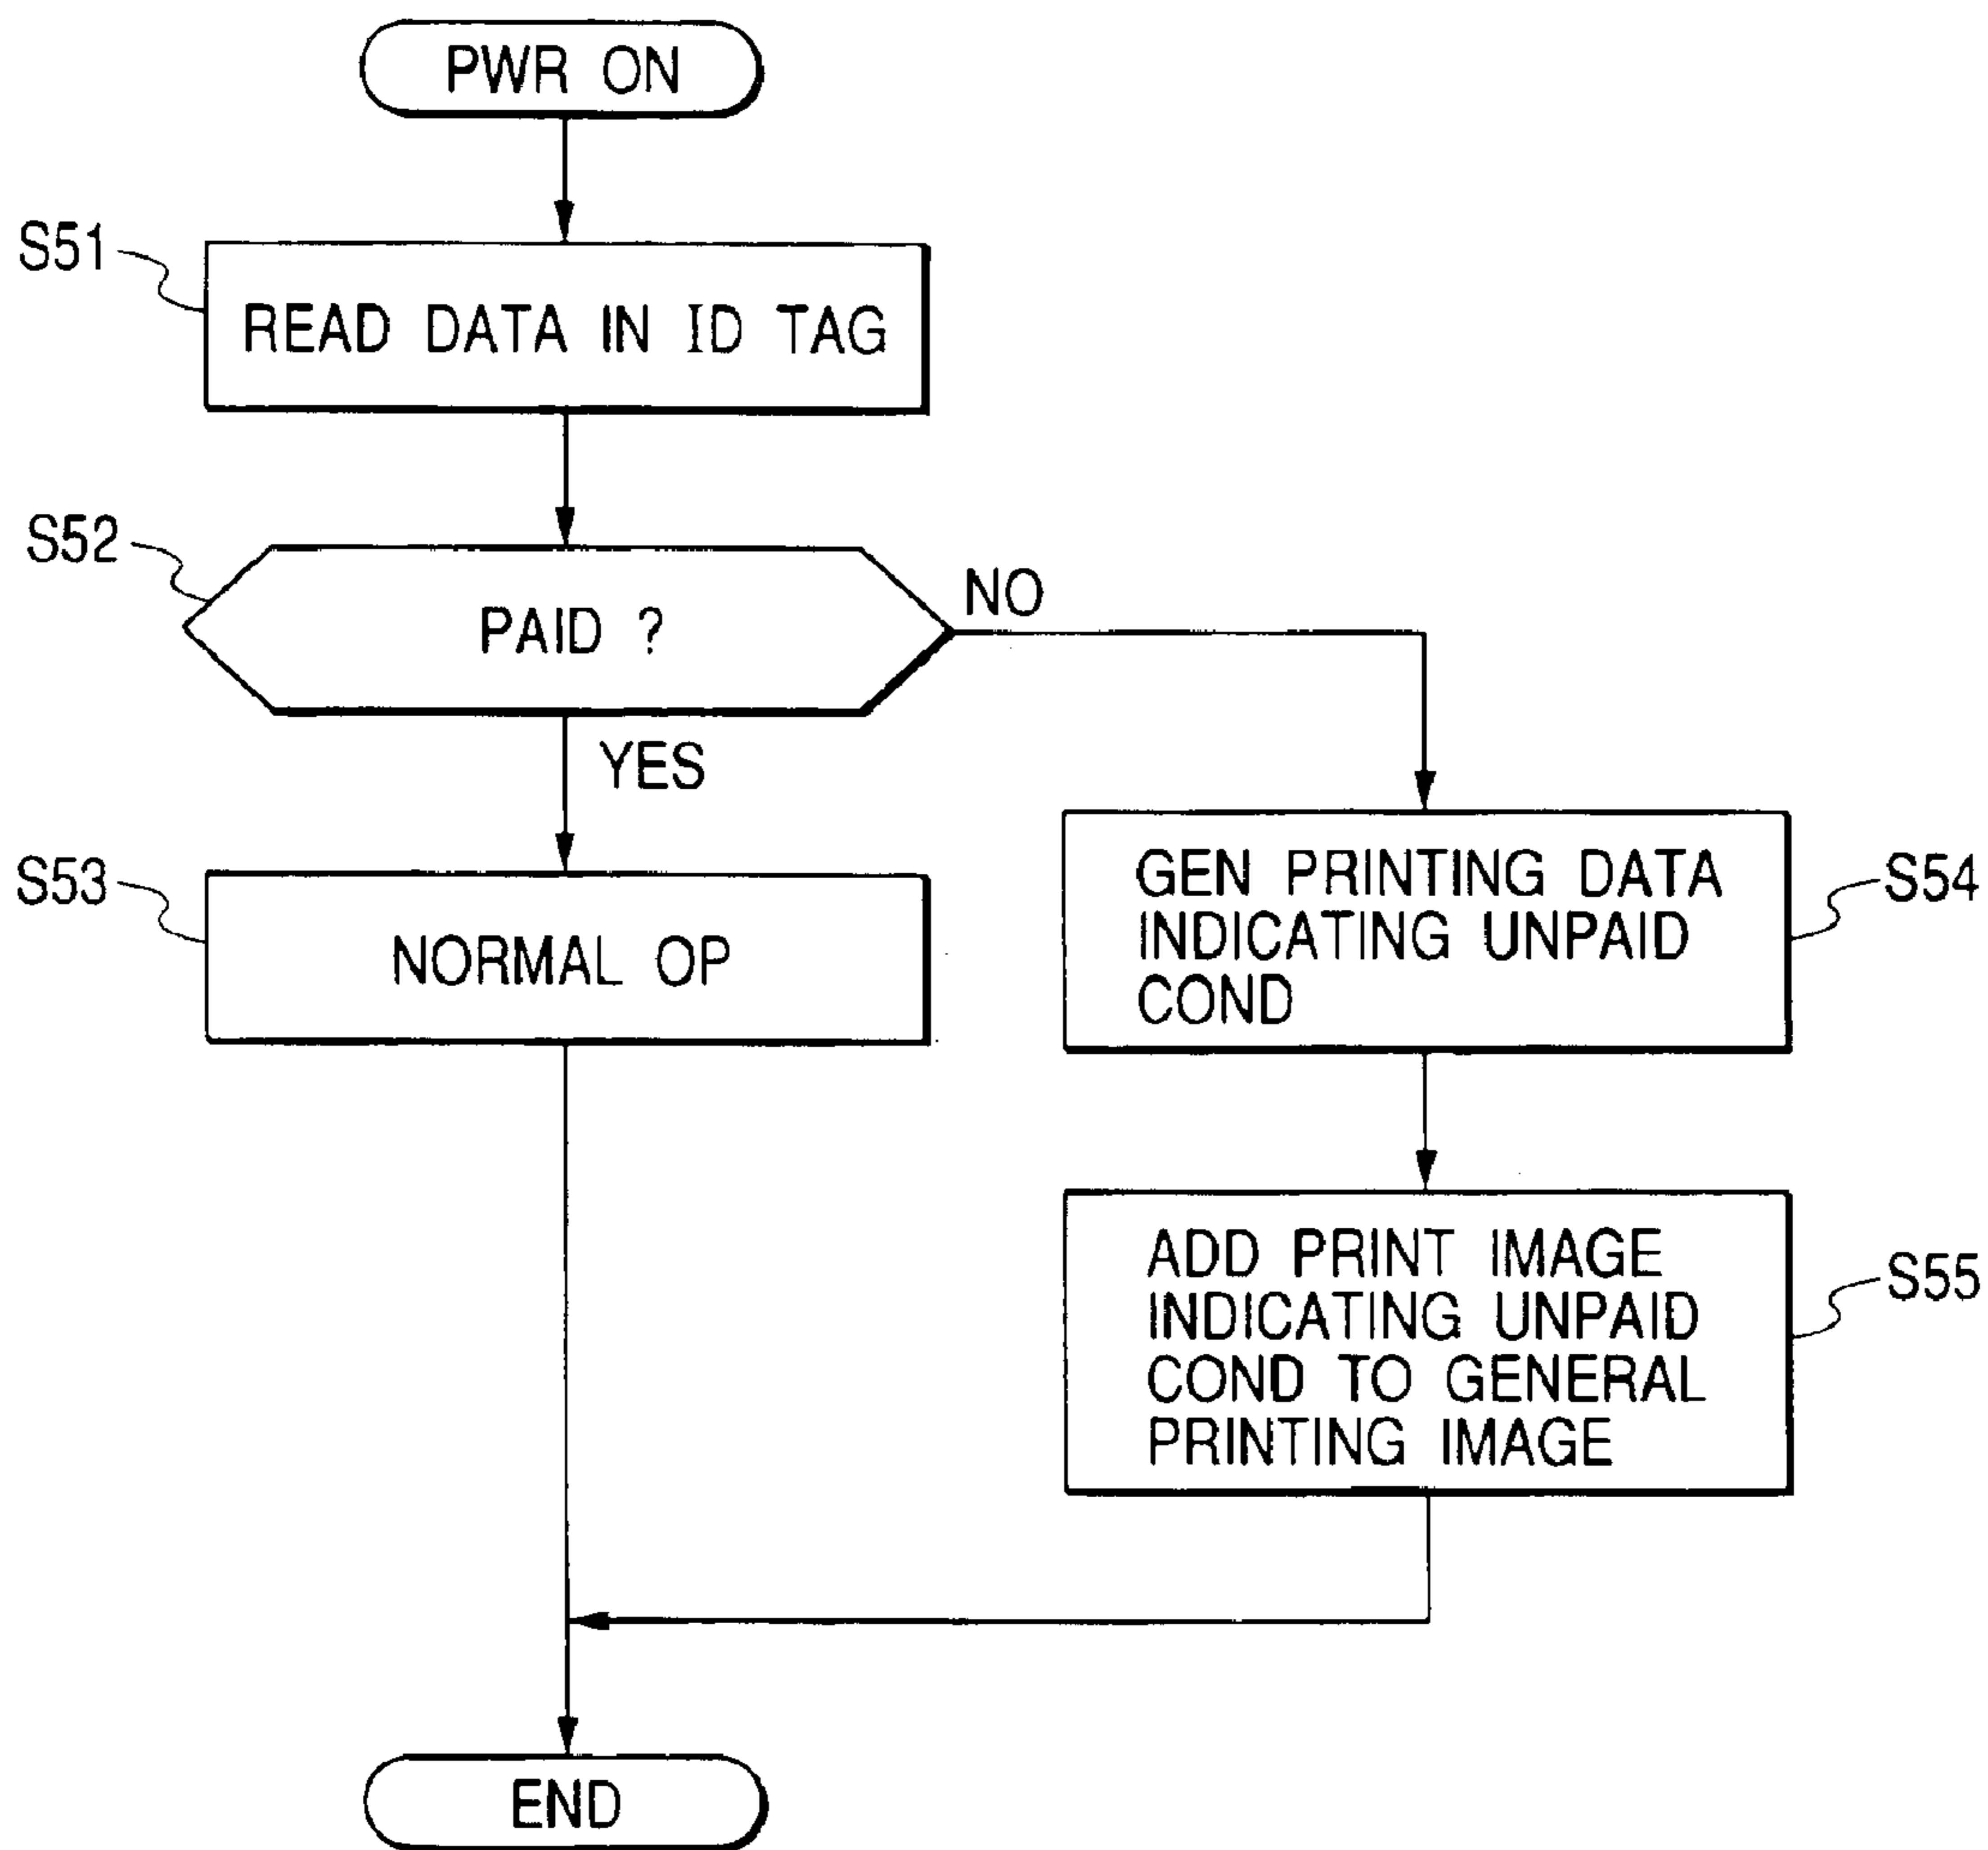 PWR ON
S51
READ DATA IN ID TAG
S52
PAID ?
NO
YES
S53
NORMAL OP
GEN PRINTING DATA
INDICATING UNPAID
COND
S54
ADD PRINT IMAGE
INDICATING UNPAID
COND TO GENERAL
PRINTING IMAGE
S55
END